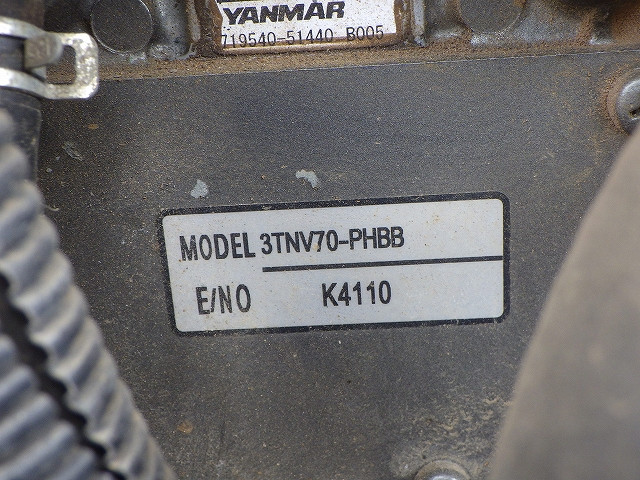 YANMAR
719540-51440 B005
MODEL 3TNV70-PHBB
E/NO K4110